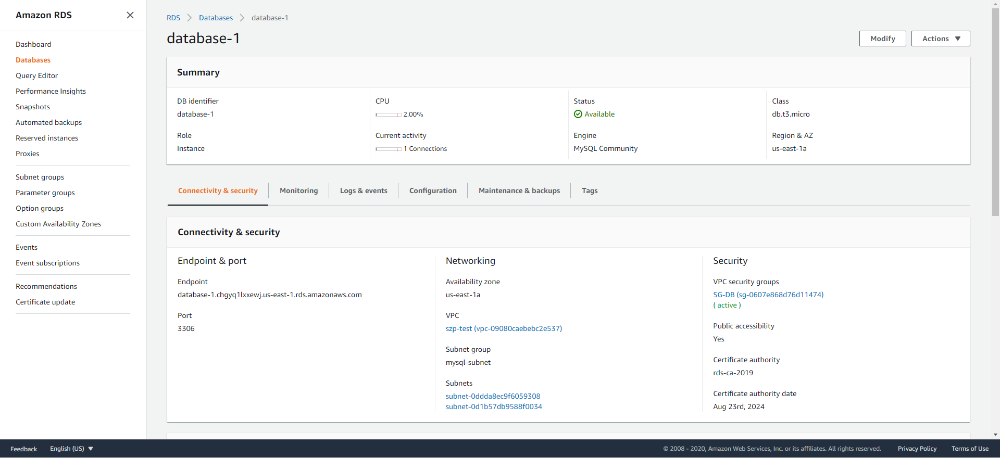 Amazon RDS
Dashboard
Databases
Query Editor
Performance Insights
Snapshots
Automated backups
Reserved instances
Proxies
Subnet groups
Parameter groups
Option groups
Custom Availability Zones
Events
Event subscriptions
Recommendations
Certificate update
RDS Databases database-1
database-1
Modify Actions
Summary
DB identifier
database-1
CPU
2.00%
Status
Available
Class
db.t3.micro
Role
Instance
Current activity
1 Connections
Engine
MySQL Community
Region & AZ
us-east-1a
Connectivity & security Monitoring Logs & events Configuration Maintenance & backups Tags
Connectivity & security
Endpoint & port
Endpoint
database-1.chgyq1lxxewj.us-east-1.rds.amazonaws.com
Port
3306
Networking
Availability zone
us-east-1a
VPC
szp-test (vpc-09080caebebc2e537)
Subnet group
mysql-subnet
Subnets
subnet-0ddda8ec9f6059308
subnet-0d1b57db9588f0034
Security
VPC security groups
SG-DB (sg-0607e868d76d11474)
( active )
Public accessibility
Yes
Certificate authority
rds-ca-2019
Certificate authority date
Aug 23rd, 2024
Feedback English (US) © 2008 - 2020, Amazon Web Services, Inc. or its affiliates. All rights reserved. Privacy Policy Terms of Use